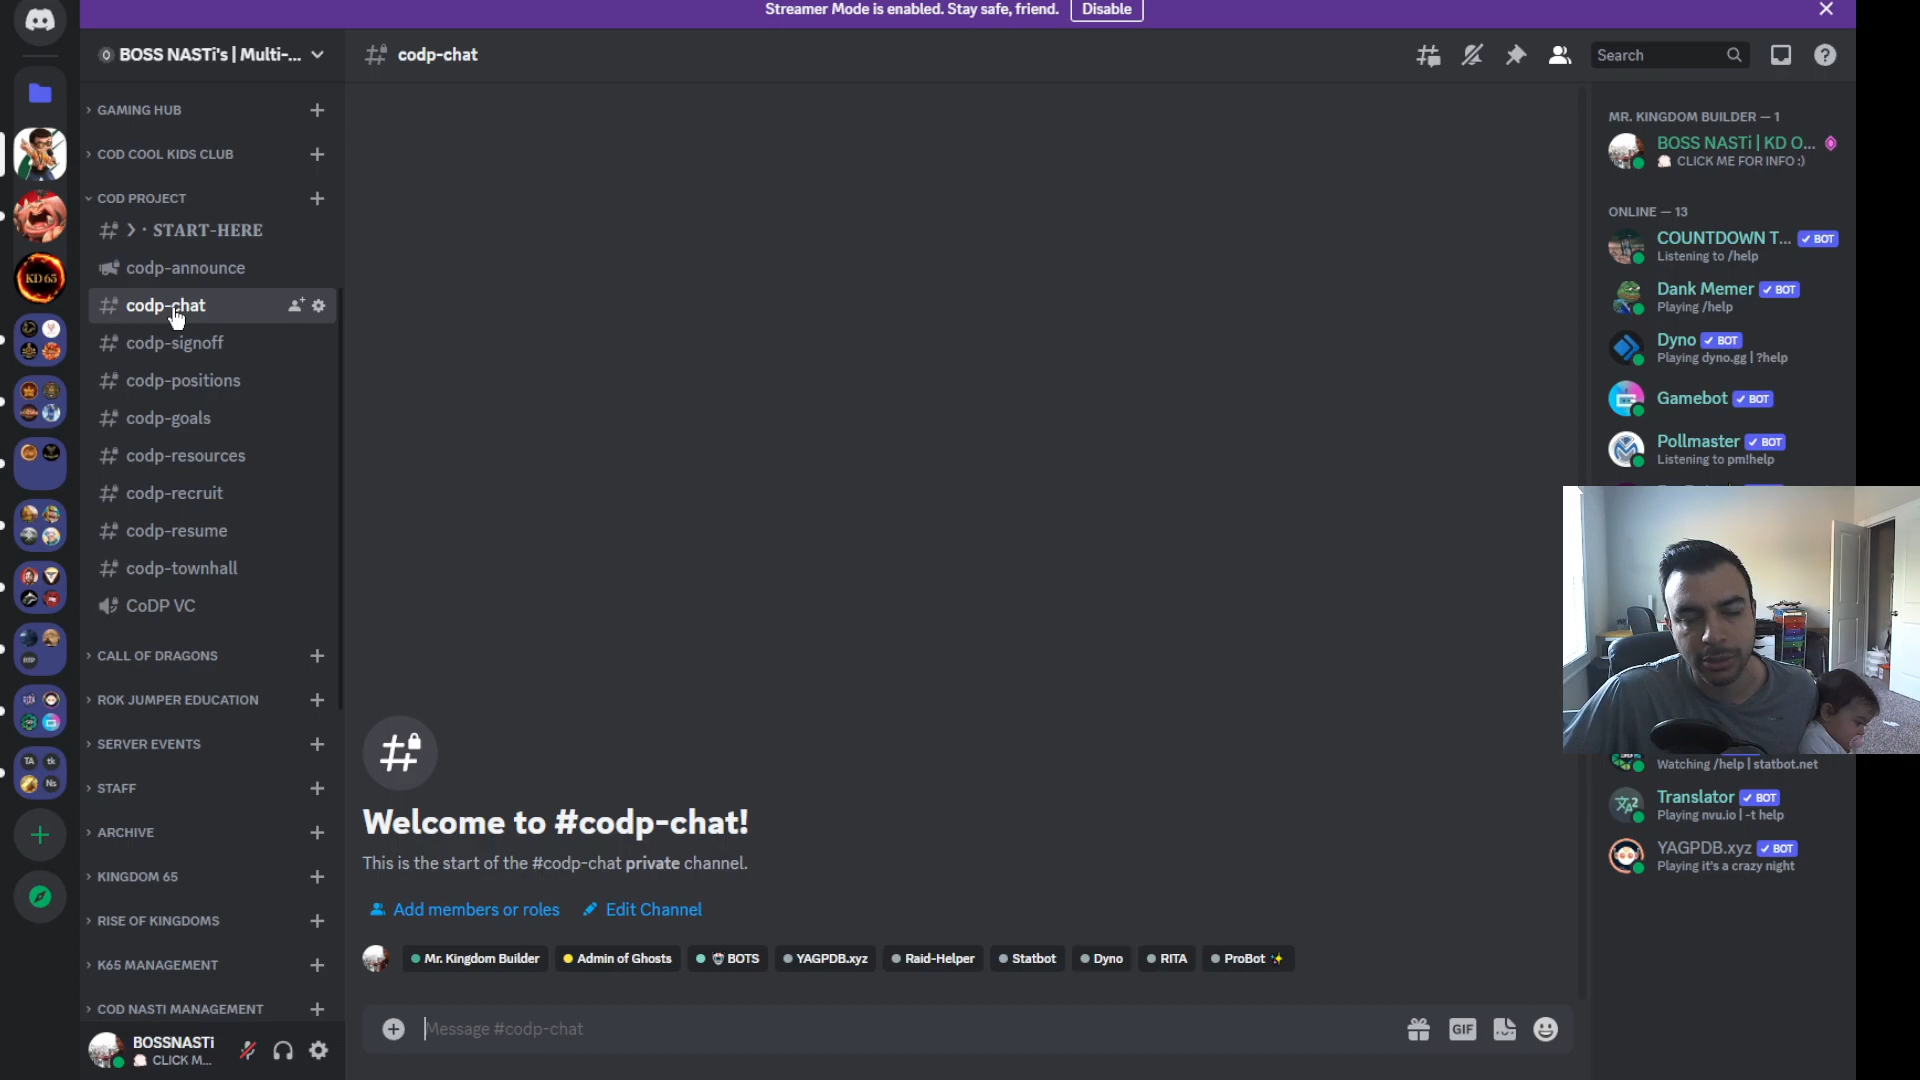 Streamer Mode is enabled. Stay safe, friend.
Disable
BOSS NASTi's | Multi-...
GAMING HUB
COD COOL KIDS CLUB
COD PROJECT
START-HERE
codp-announce
codp-chat
codp-signoff
codp-positions
codp-goals
codp-resources
codp-recruit
codp-resume
codp-townhall
CoDP VC
CALL OF DRAGONS
ROK JUMPER EDUCATION
SERVER EVENTS
STAFF
ARCHIVE
KINGDOM 65
RISE OF KINGDOMS
K65 MANAGEMENT
COD NASTI MANAGEMENT
BOSSNASTi
CLICK M...
KD 65
TA
tk
Ns
codp-chat
Search
Welcome to #codp-chat!
This is the start of the #codp-chat private channel.
Add members or roles
Edit Channel
Mr. Kingdom Builder
Admin of Ghosts
BOTS
YAGPDB.xyz
Raid-Helper
Statbot
Dyno
RITA
ProBot
Message #codp-chat
GIF
MR. KINGDOM BUILDER — 1
BOSS NASTi | KD O...
CLICK ME FOR INFO :)
ONLINE — 13
COUNTDOWN T... ✓ BOT
Listening to /help
Dank Memer ✓ BOT
Playing /help
Dyno ✓ BOT
Playing dyno.gg | ?help
Gamebot ✓ BOT
Pollmaster ✓ BOT
Listening to pm!help
Watching /help | statbot.net
Translator ✓ BOT
Playing nvu.io | -t help
YAGPDB.xyz ✓ BOT
Playing it's a crazy night